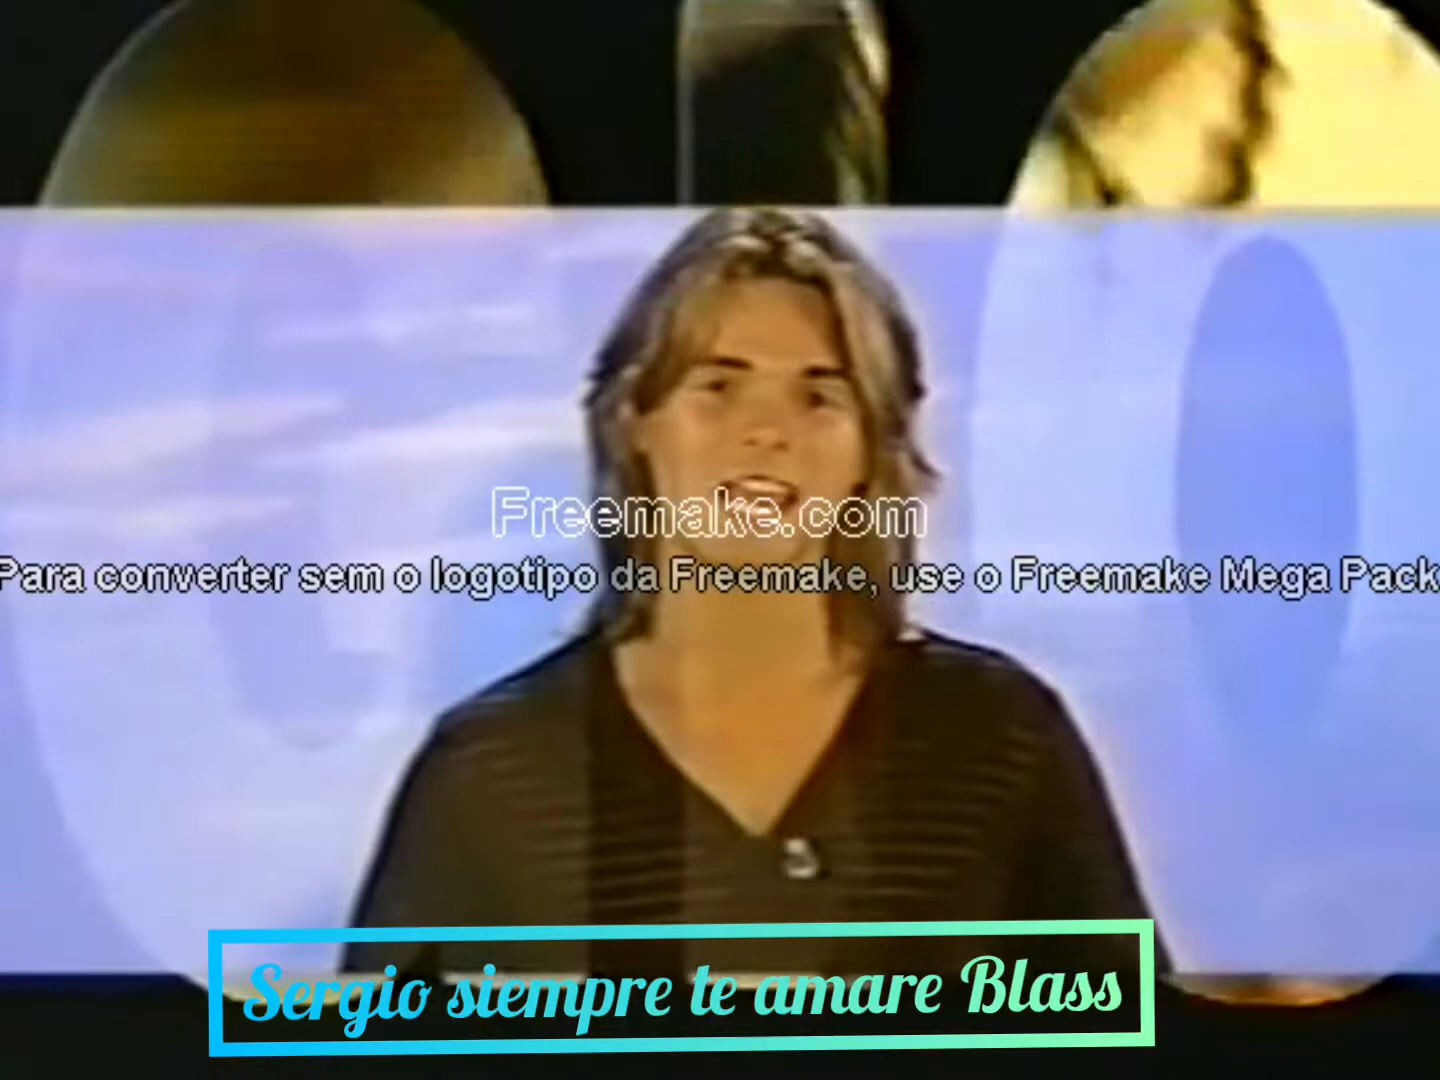 Freemake.com
Para converter sem o logotipo da Freemake, use o Freemake Mega Pack
Sergio siempre te amare Blass